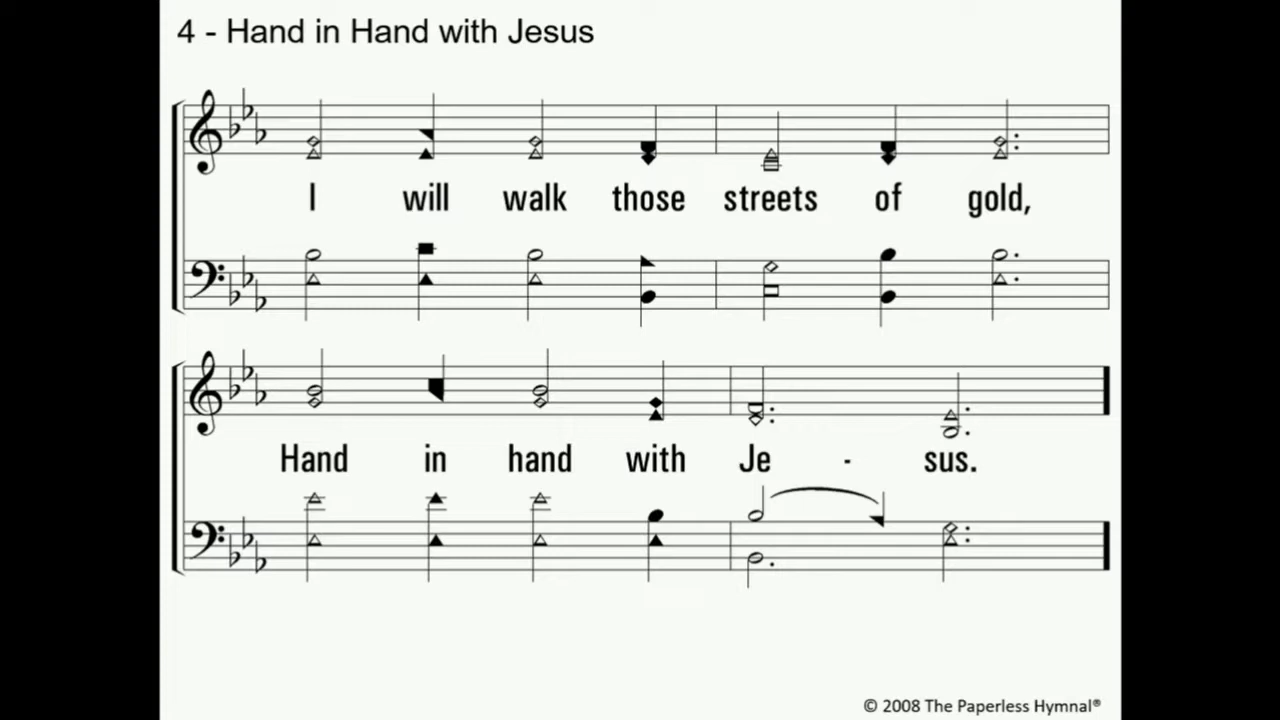 4 - Hand in Hand with Jesus
I will walk those streets of gold,
Hand in hand with Je - sus.
© 2008 The Paperless Hymnal®